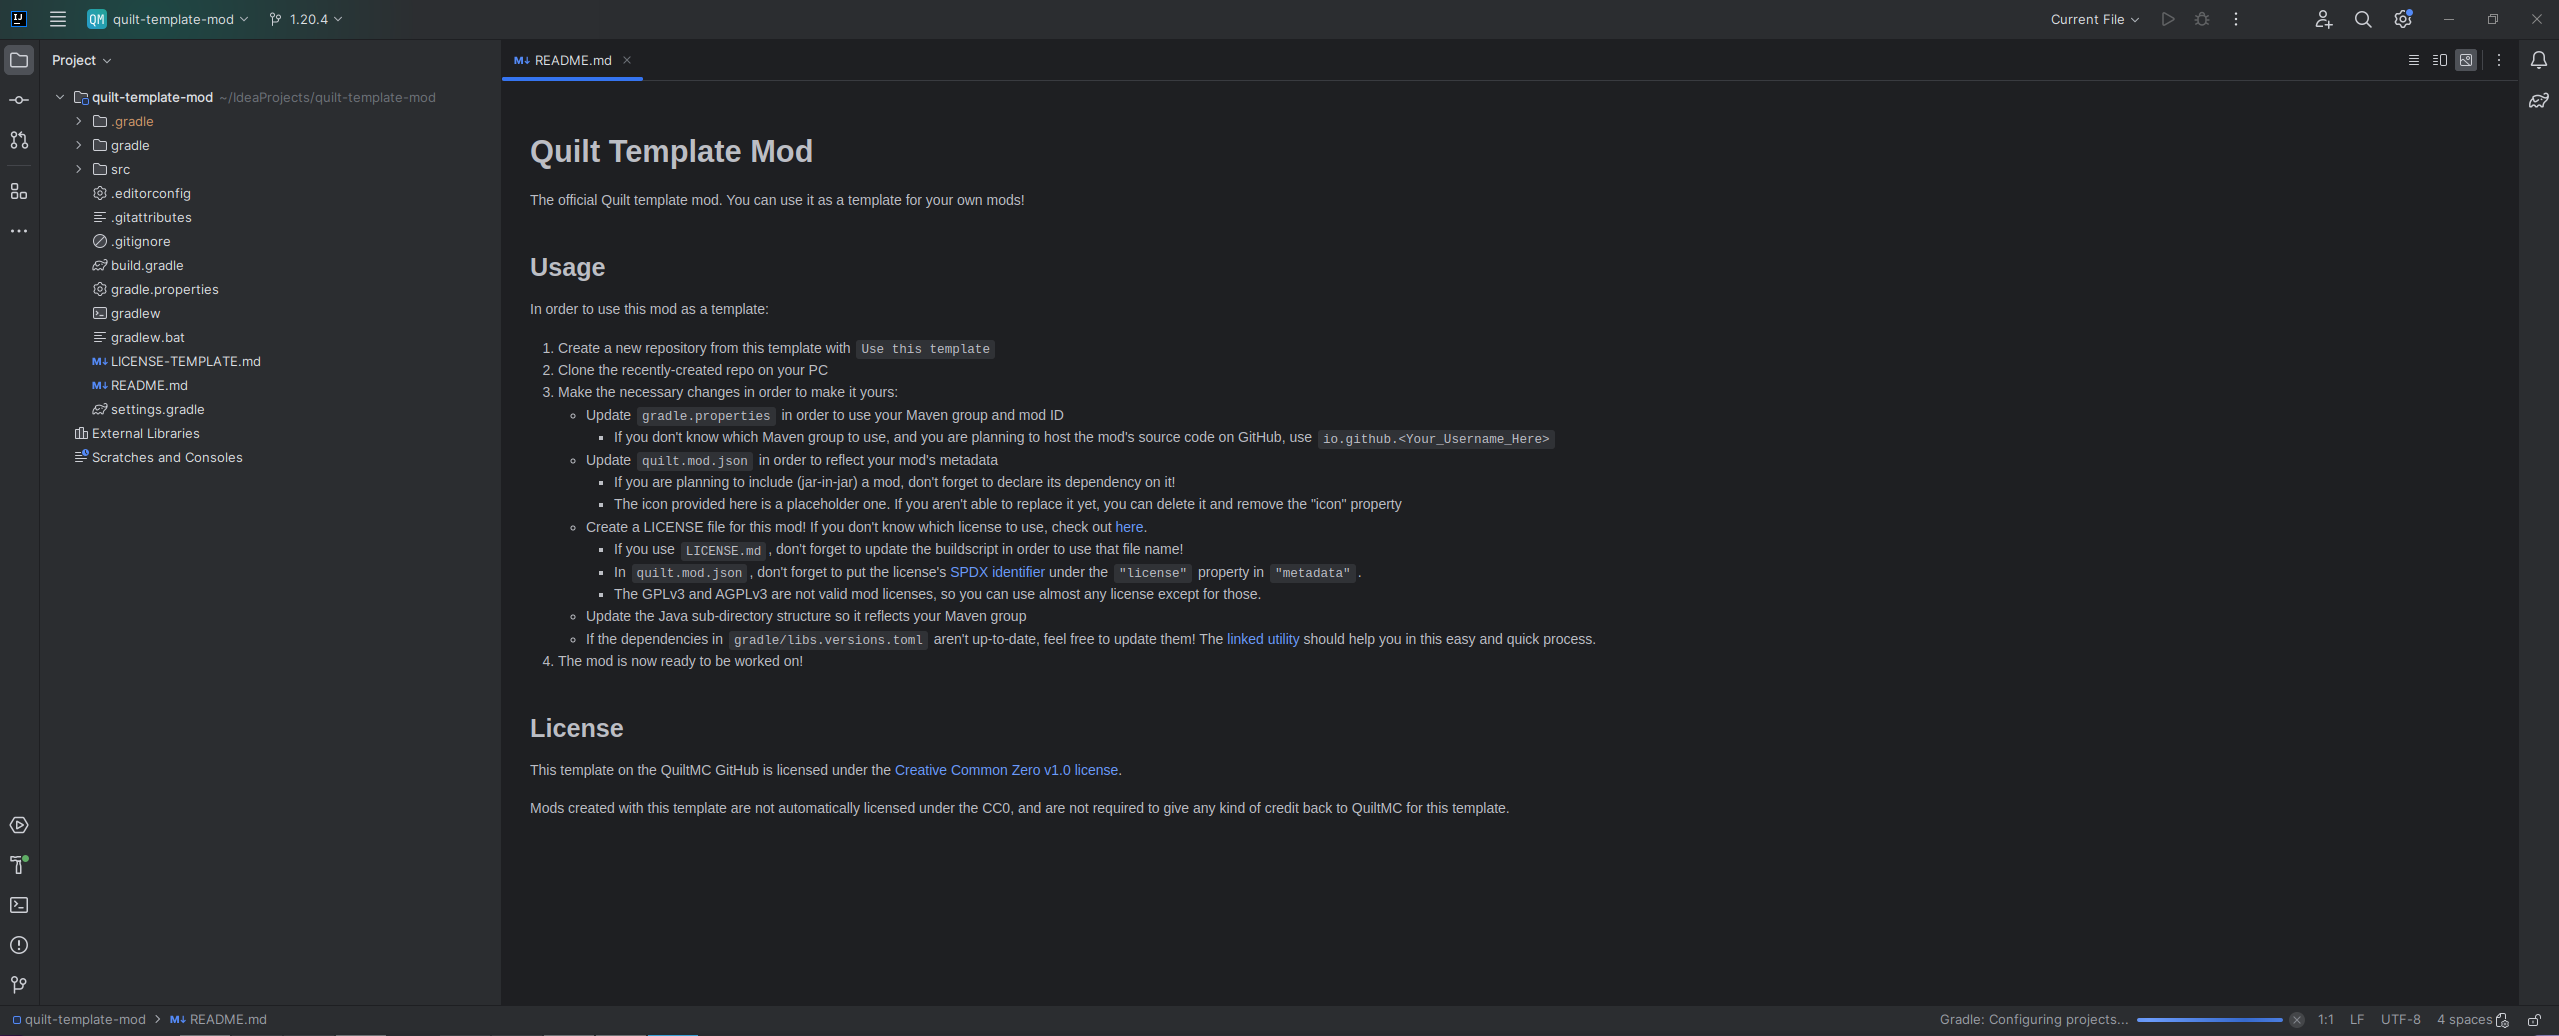 QM quilt-template-mod 1.20.4 Current File
Project
README.md
quilt-template-mod ~/IdeaProjects/quilt-template-mod
.gradle
gradle
src
.editorconfig
.gitattributes
.gitignore
build.gradle
gradle.properties
gradlew
gradlew.bat
LICENSE-TEMPLATE.md
README.md
settings.gradle
External Libraries
Scratches and Consoles
Quilt Template Mod
The official Quilt template mod. You can use it as a template for your own mods!
Usage
In order to use this mod as a template:
1. Create a new repository from this template with Use this template
2. Clone the recently-created repo on your PC
3. Make the necessary changes in order to make it yours:
Update gradle.properties in order to use your Maven group and mod ID
If you don't know which Maven group to use, and you are planning to host the mod's source code on GitHub, use io.github.<Your_Username_Here>
Update quilt.mod.json in order to reflect your mod's metadata
If you are planning to include (jar-in-jar) a mod, don't forget to declare its dependency on it!
The icon provided here is a placeholder one. If you aren't able to replace it yet, you can delete it and remove the "icon" property
Create a LICENSE file for this mod! If you don't know which license to use, check out here.
If you use LICENSE.md, don't forget to update the buildscript in order to use that file name!
In quilt.mod.json, don't forget to put the license's SPDX identifier under the "license" property in "metadata".
The GPLv3 and AGPLv3 are not valid mod licenses, so you can use almost any license except for those.
Update the Java sub-directory structure so it reflects your Maven group
If the dependencies in gradle/libs.versions.toml aren't up-to-date, feel free to update them! The linked utility should help you in this easy and quick process.
4. The mod is now ready to be worked on!
License
This template on the QuiltMC GitHub is licensed under the Creative Common Zero v1.0 license.
Mods created with this template are not automatically licensed under the CC0, and are not required to give any kind of credit back to QuiltMC for this template.
quilt-template-mod > README.md Gradle: Configuring projects... 1:1 LF UTF-8 4 spaces